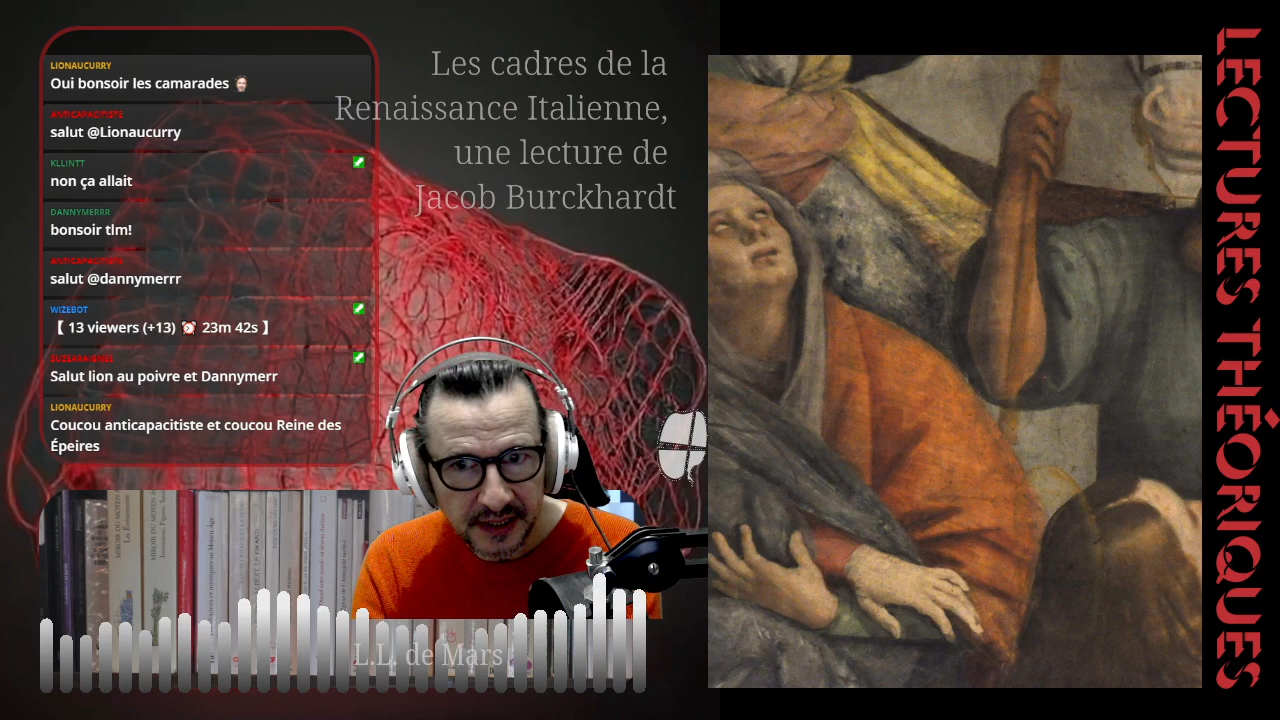 LIONAUCURRY
Oui bonsoir les camarades
ANTICAPACITISTE
salut @Lionaucurry
KLLINTT
non ça allait
DANNYMERRR
bonsoir tlm!
ANTICAPACITISTE
salut @dannymerrr
WIZEBOT
【 13 viewers (+13) ⏰ 23m 42s 】
SUZEARAIGNEE
Salut lion au poivre et Dannymerr
LIONAUCURRY
Coucou anticapacitiste et coucou Reine des
Épeires
Les cadres de la
Renaissance Italienne,
une lecture de
Jacob Burckhardt
L.L. de Mars
LECTURES THÉORIQUES